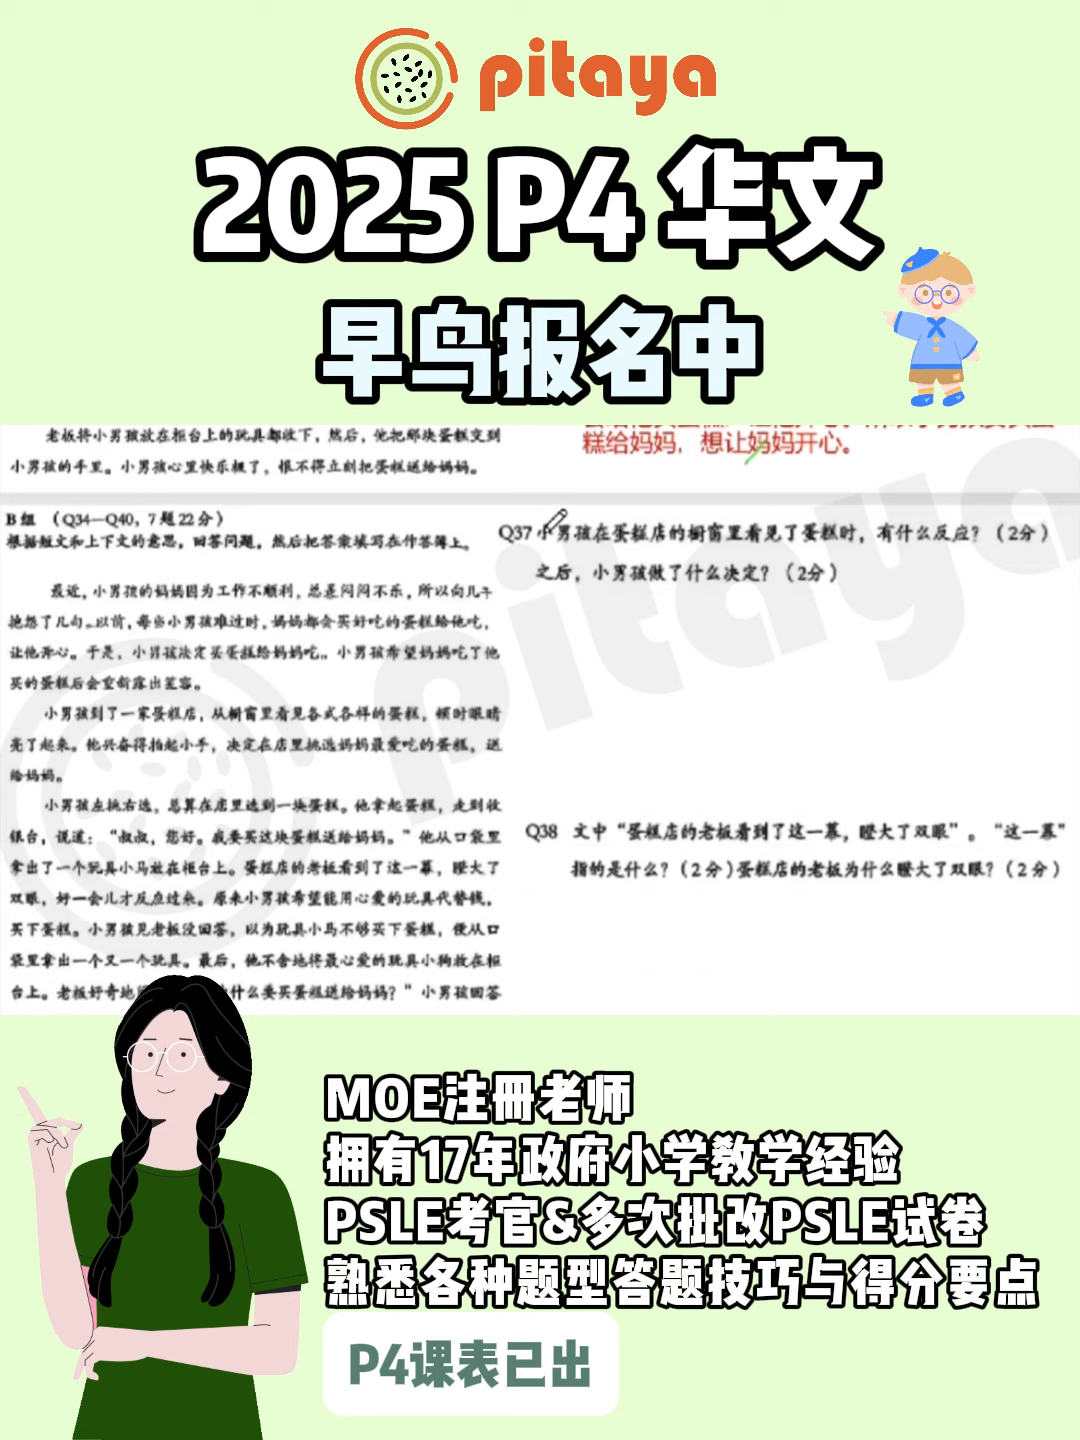 pitaya
2025 P4 华文
早鸟报名中
老板将小男孩放在柜台上的玩具都收下，然后，他把那块蛋糕交到
小男孩的手里。小男孩心里快乐极了，恨不得立刻把蛋糕送给妈妈。
糕给妈妈，想让妈妈开心。
B组 （Q34—Q40，7题22分）
根据短文和上下文的意思，回答问题，然后把答案填写在作答簿上。
最近，小男孩的妈妈因为工作不顺利，总是闷闷不乐，所以向儿子
抱怨了几句。以前，每当小男孩难过时，妈妈都会买好吃的蛋糕给他吃，
让他开心。于是，小男孩决定买蛋糕给妈妈吃。小男孩希望妈妈吃了他
买的蛋糕后会重新露出笑容。
小男孩到了一家蛋糕店，从橱窗里看见各式各样的蛋糕，顿时眼睛
亮了起来。他兴奋得拍起小手，决定在店里挑选妈妈最爱吃的蛋糕，送
给妈妈。
小男孩左挑右选，总算在店里选到一块蛋糕。他拿起蛋糕，走到收
银台，说道：“叔叔，您好。我要买这块蛋糕送给妈妈。”他从口袋里
拿出了一个玩具小马放在柜台上。蛋糕店的老板看到了这一幕，瞪大了
双眼，好一会儿才反应过来。原来小男孩希望能用心爱的玩具代替钱，
买下蛋糕。小男孩见老板没回答，以为玩具小马不够买下蛋糕，便从口
袋里拿出一个又一个玩具。最后，他不舍地将最心爱的玩具小狗放在柜
台上。老板好奇地 什么要买蛋糕送给妈妈？”小男孩回答
Q37 小男孩在蛋糕店的橱窗里看见了蛋糕时，有什么反应？（2分）
之后，小男孩做了什么决定？（2分）
Q38 文中“蛋糕店的老板看到了这一幕，瞪大了双眼”。“这一幕”
指的是什么？（2分）蛋糕店的老板为什么瞪大了双眼？（2分）
pitaya
MOE注册老师
拥有17年政府小学教学经验
PSLE考官&多次批改PSLE试卷
熟悉各种题型答题技巧与得分要点
P4课表已出